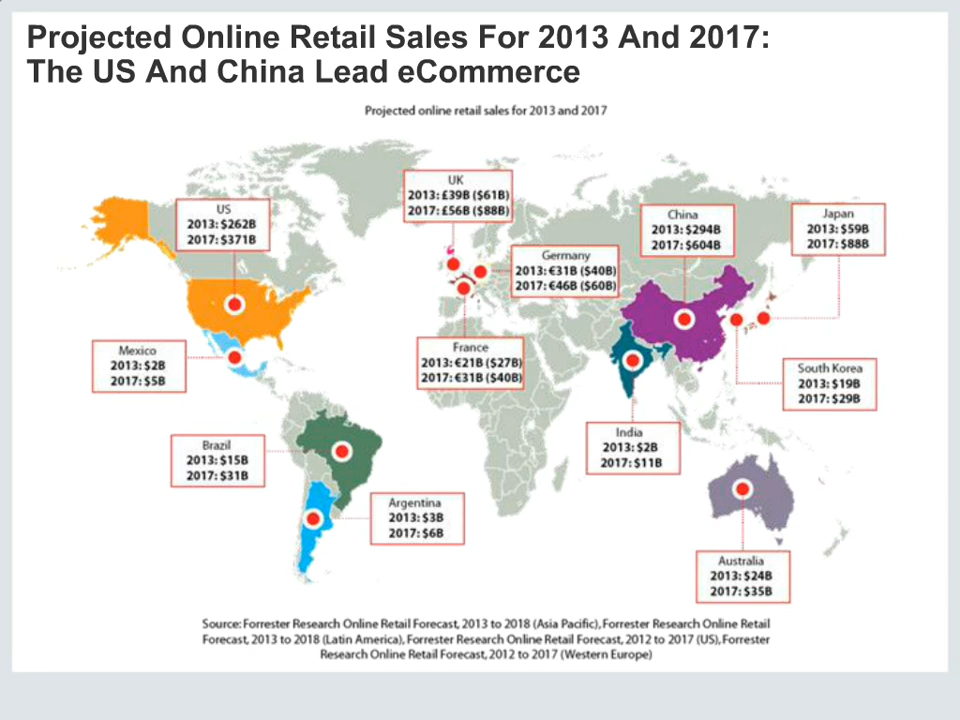 Projected Online Retail Sales For 2013 And 2017:
The US And China Lead eCommerce
Projected online retail sales for 2013 and 2017
UK
2013: £39B ($61B)
2017: £56B ($88B)
US
2013: $262B
2017: $371B
China
2013: $294B
2017: $604B
Japan
2013: $59B
2017: $88B
Germany
2013: €31B ($40B)
2017: €46B ($60B)
Mexico
2013: $2B
2017: $5B
France
2013: €21B ($27B)
2017: €31B ($40B)
South Korea
2013: $19B
2017: $29B
Brazil
2013: $15B
2017: $31B
India
2013: $2B
2017: $11B
Argentina
2013: $3B
2017: $6B
Australia
2013: $24B
2017: $35B
Source: Forrester Research Online Retail Forecast, 2013 to 2018 (Asia Pacific), Forrester Research Online Retail
Forecast, 2013 to 2018 (Latin America), Forrester Research Online Retail Forecast, 2012 to 2017 (US), Forrester
Research Online Retail Forecast, 2012 to 2017 (Western Europe)